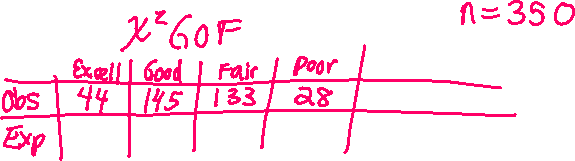 n=350
χ² GOF
Excell Good Fair Poor
Obs 44 145 133 28
Exp